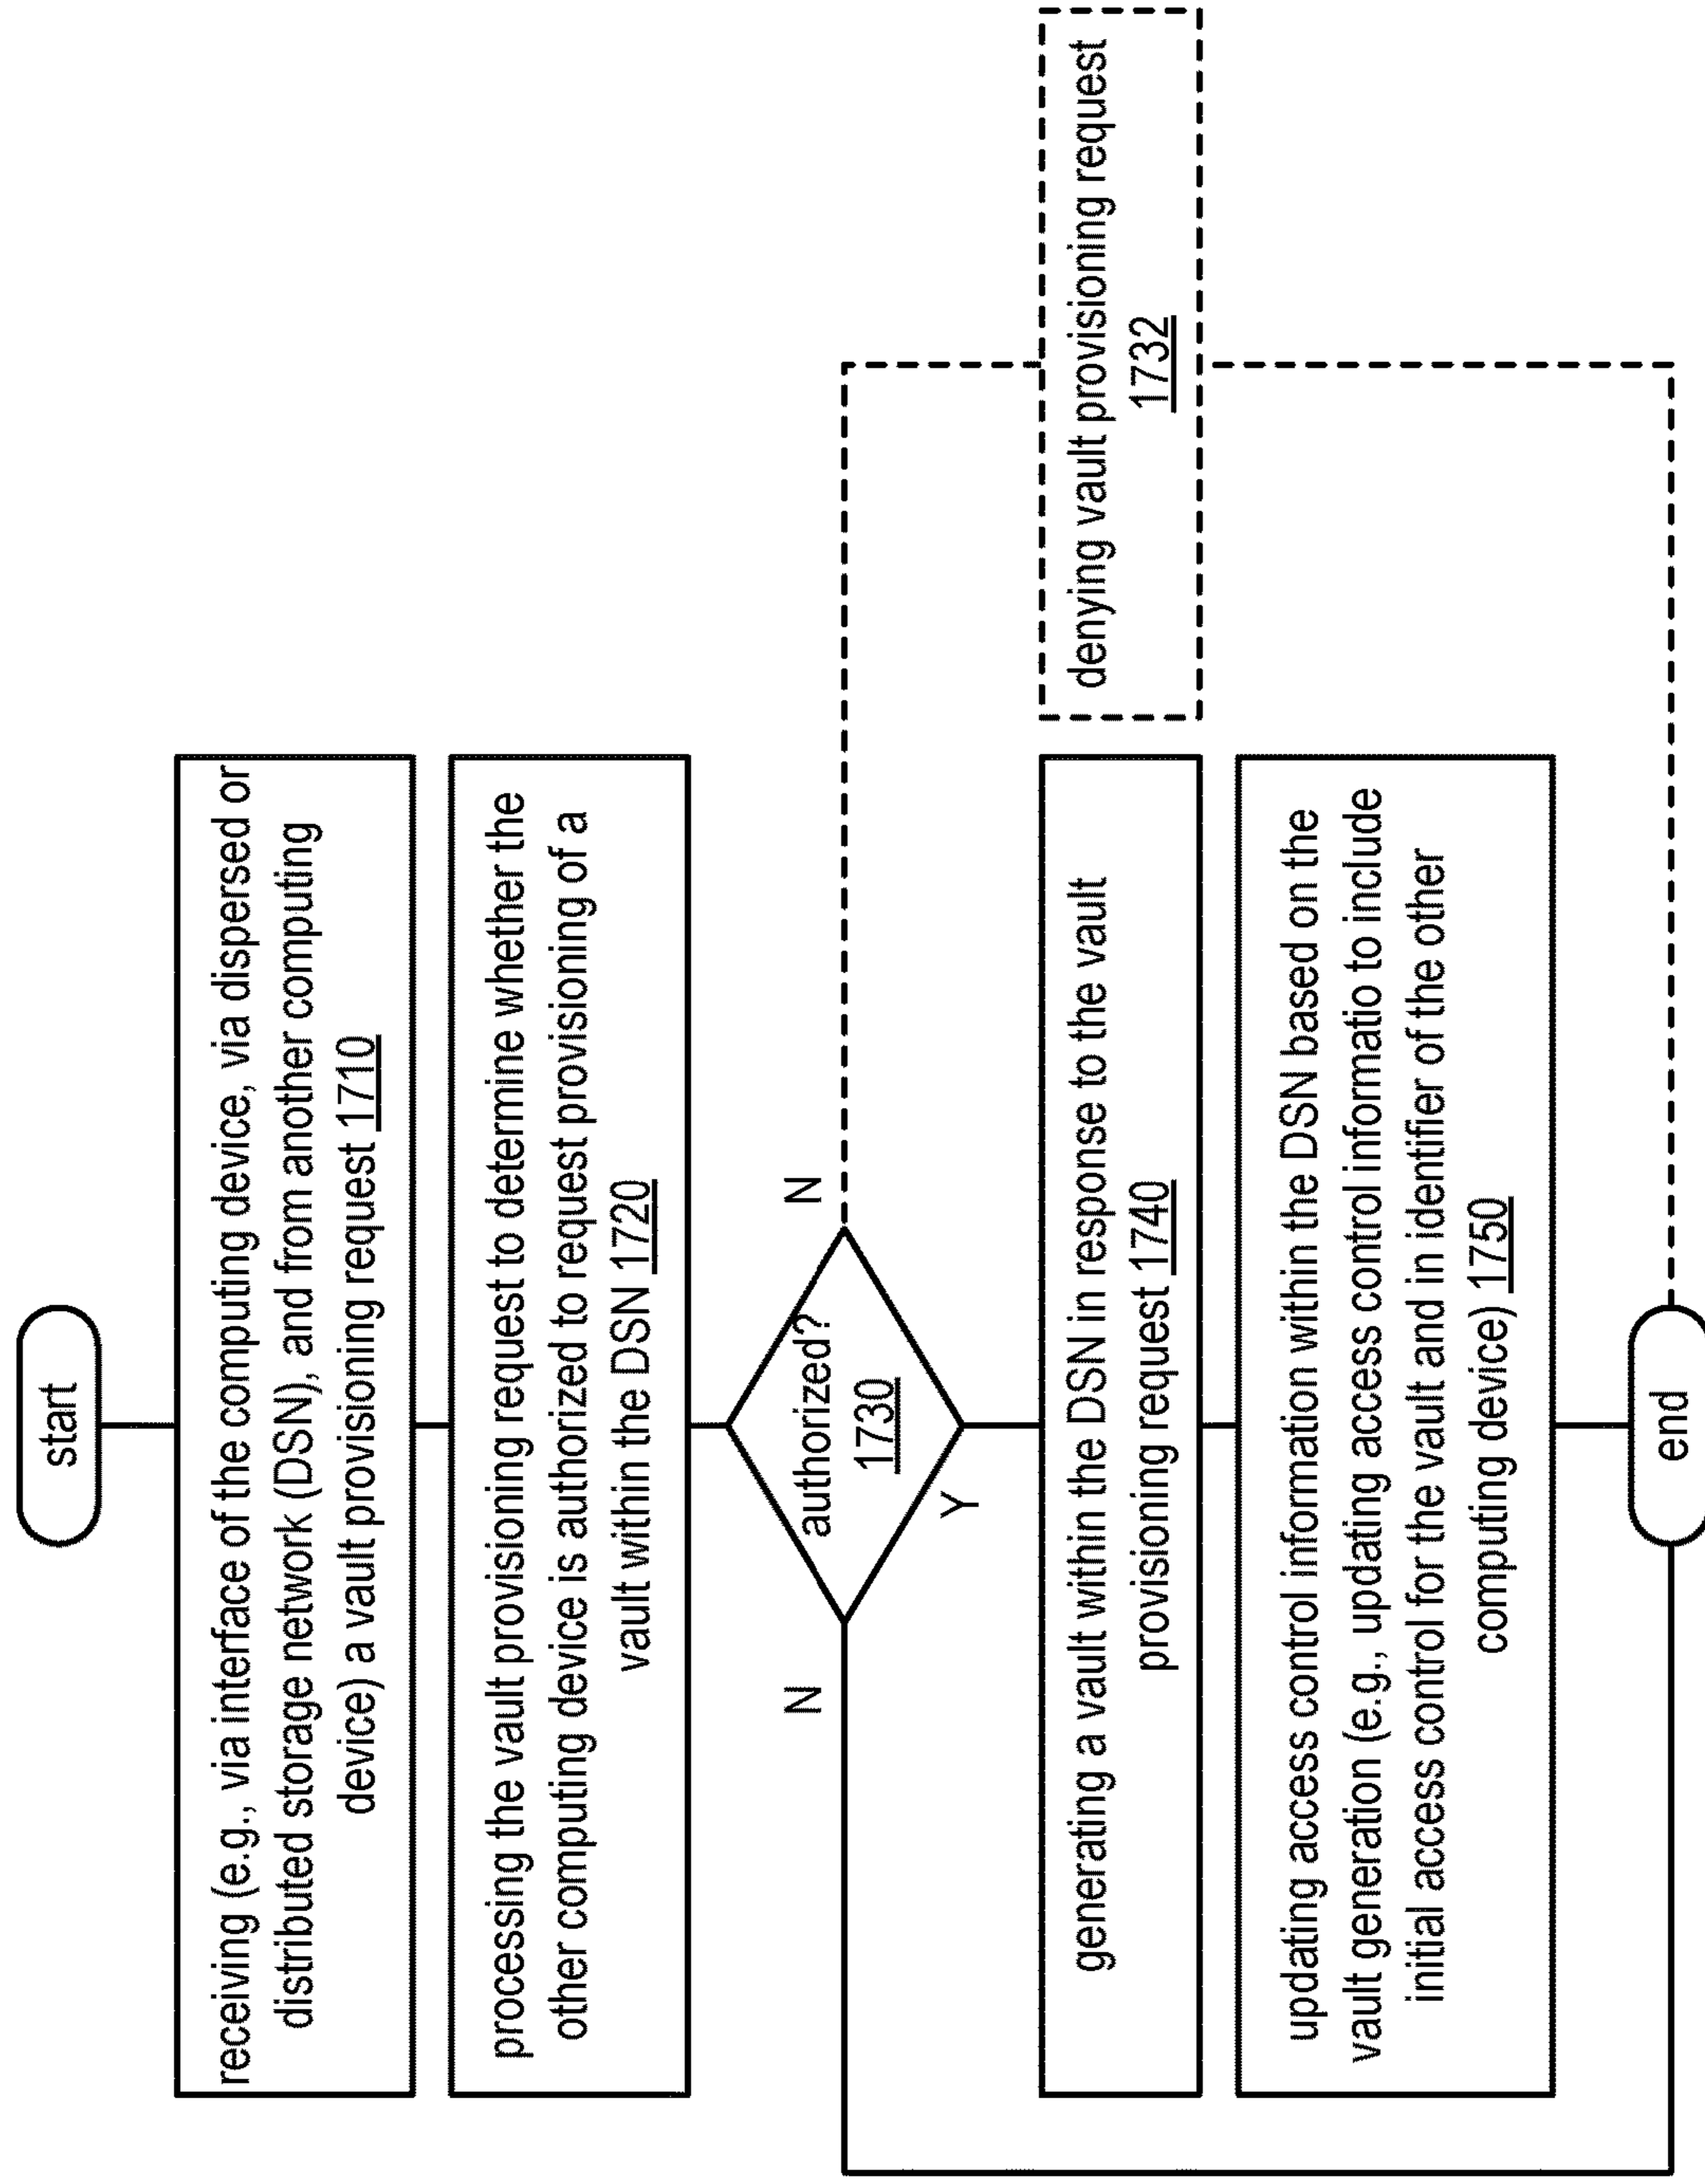 start
receiving (e.g., via interface of the computing device, via dispersed or
distributed storage network (DSN), and from another computing
device) a vault provisioning request 1710
processing the vault provisioning request to determine whether the
other computing device is authorized to request provisioning of a
vault within the DSN 1720
authorized?
1730
N
N
Y
denying vault provisioning request
1732
generating a vault within the DSN in response to the vault
provisioning request 1740
updating access control information within the DSN based on the
vault generation (e.g., updating access control informatio to include
initial access control for the vault and in identifier of the other
computing device) 1750
end